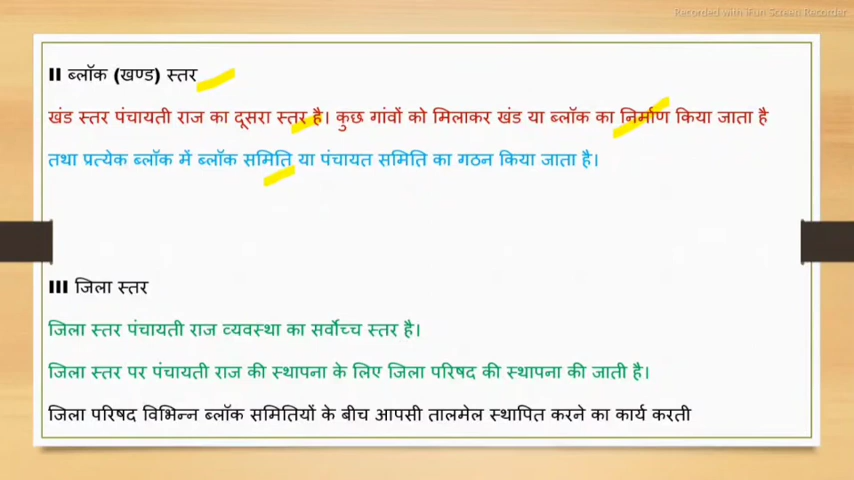 Recorded with iFun Screen Recorder
II ब्लॉक (खण्ड) स्तर
खंड स्तर पंचायती राज का दूसरा स्तर है। कुछ गांवों को मिलाकर खंड या ब्लॉक का निर्माण किया जाता है
तथा प्रत्येक ब्लॉक में ब्लॉक समिति या पंचायत समिति का गठन किया जाता है।
III जिला स्तर
जिला स्तर पंचायती राज व्यवस्था का सर्वोच्च स्तर है।
जिला स्तर पर पंचायती राज की स्थापना के लिए जिला परिषद की स्थापना की जाती है।
जिला परिषद विभिन्न ब्लॉक समितियों के बीच आपसी तालमेल स्थापित करने का कार्य करती